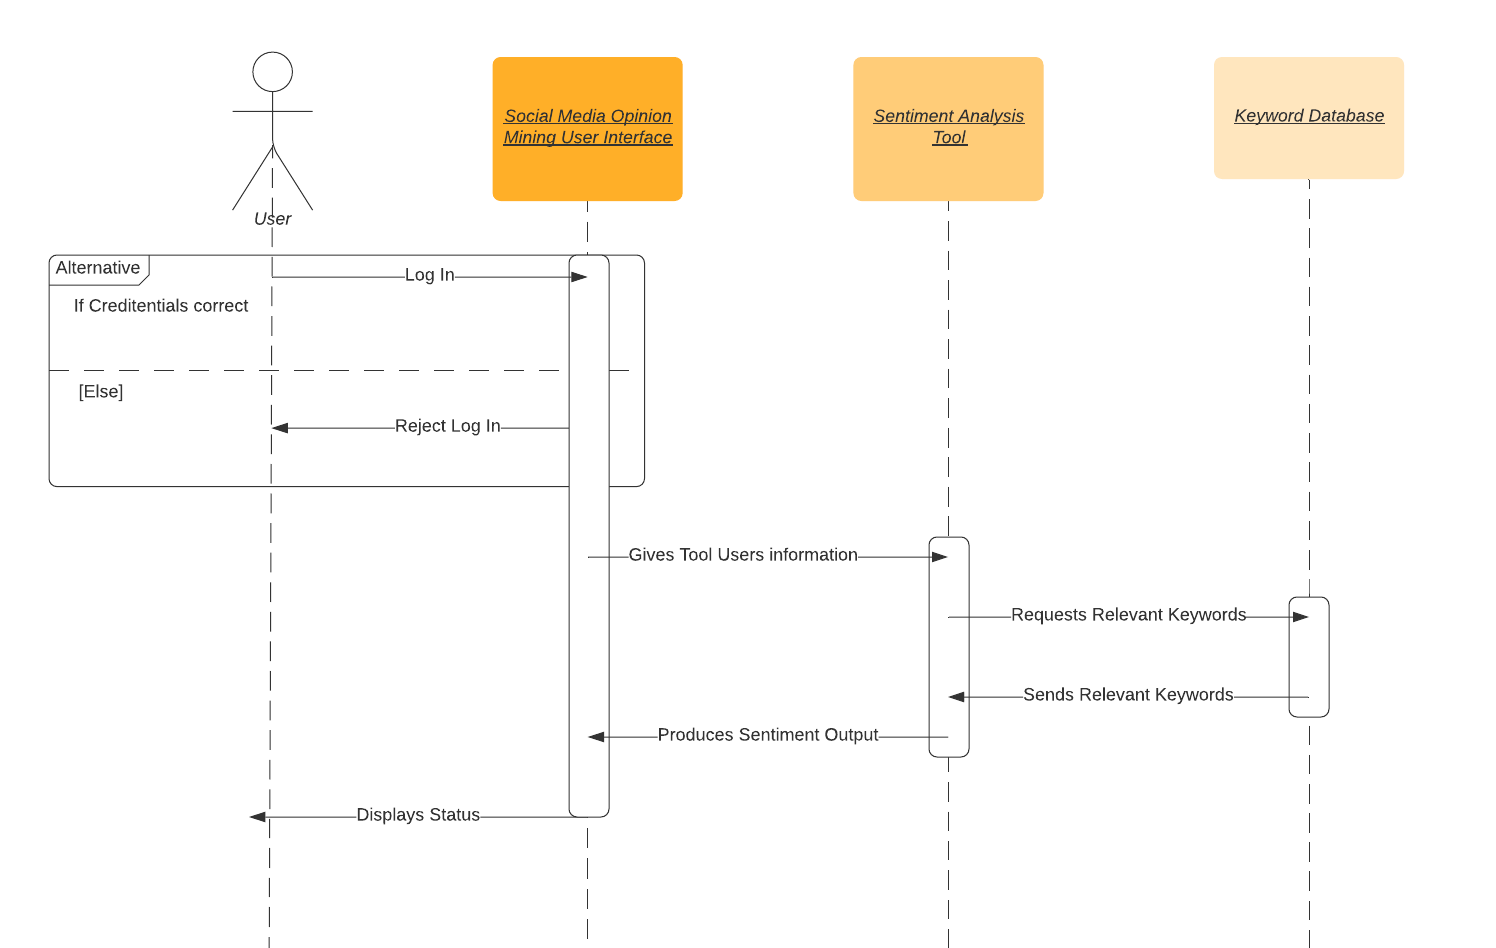 Social Media Opinion
Mining User Interface
Sentiment Analysis
Tool
Keyword Database
User
Alternative
Log In
If Creditentials correct
[Else]
Reject Log In
Gives Tool Users information
Requests Relevant Keywords
Sends Relevant Keywords
Produces Sentiment Output
Displays Status